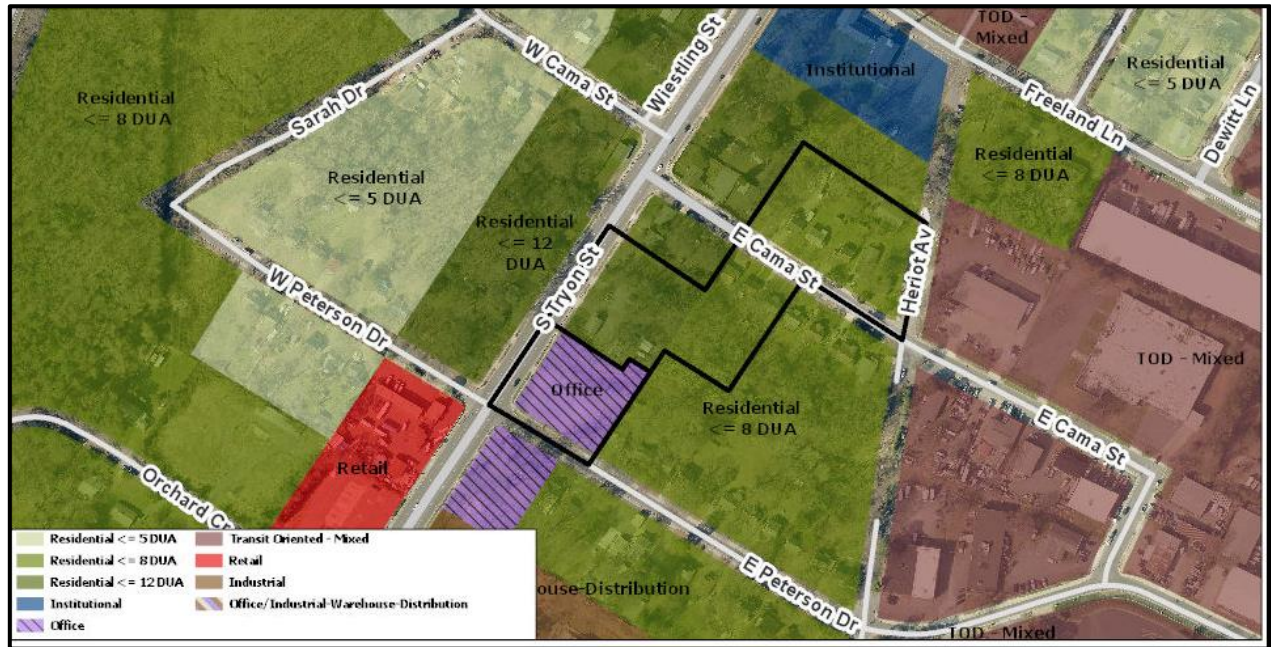 TOD -
Mixed
Wiestling St
W Cama St
Institutional
Residential
<= 5 DUA
Residential
<= 8 DUA
Sarah Dr
Freeland Ln
Dewitt Ln
Residential
<= 8 DUA
Residential
<= 5 DUA
Residential
<= 12
DUA
E Cama St
Heriot Av
S Tryon St
W Peterson Dr
TOD - Mixed
Office
Residential
<= 8 DUA
E Cama St
Retail
Orchard Cr
E Peterson Dr
ouse-Distribution
TOD - Mixed
Residential <= 5 DUA
Residential <= 8 DUA
Residential <= 12 DUA
Institutional
Office
Transit Oriented - Mixed
Retail
Industrial
Office/Industrial-Warehouse-Distribution